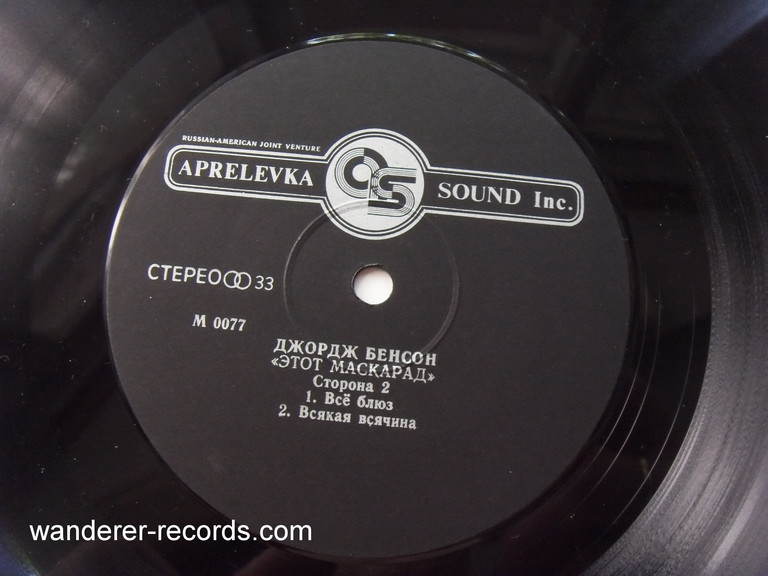 RUSSIAN-AMERICAN JOINT VENTURE
APRELEVKA SOUND Inc.
СТЕРЕО 33
М 0077
ДЖОРДЖ БЕНСОН
«ЭТОТ МАСКАРАД»
Сторона 2
1. Всё блюз
2. Всякая всячина
wanderer-records.com